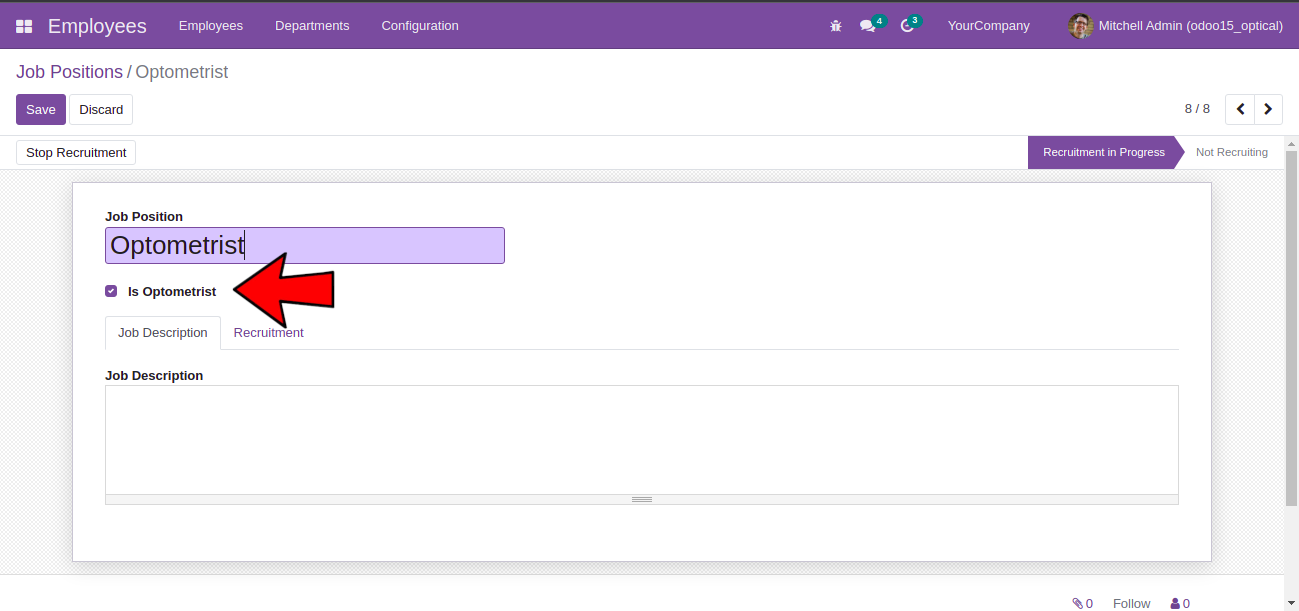 Employees Employees Departments Configuration 4 3 YourCompany Mitchell Admin (odoo15_optical)
Job Positions / Optometrist
Save Discard 8 / 8
Stop Recruitment Recruitment in Progress Not Recruiting
Job Position
Optometrist
Is Optometrist
Job Description Recruitment
Job Description
0 Follow 0